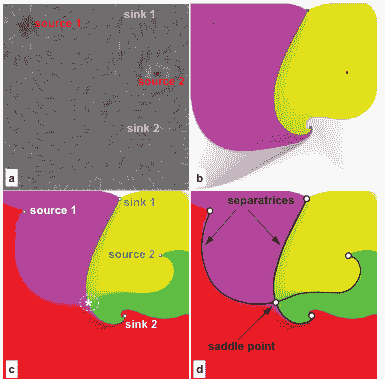 sink 1
source 1
source 2
sink 2
a
b
source 1
sink 1
source 2
sink 2
c
separatrices
saddle point
d